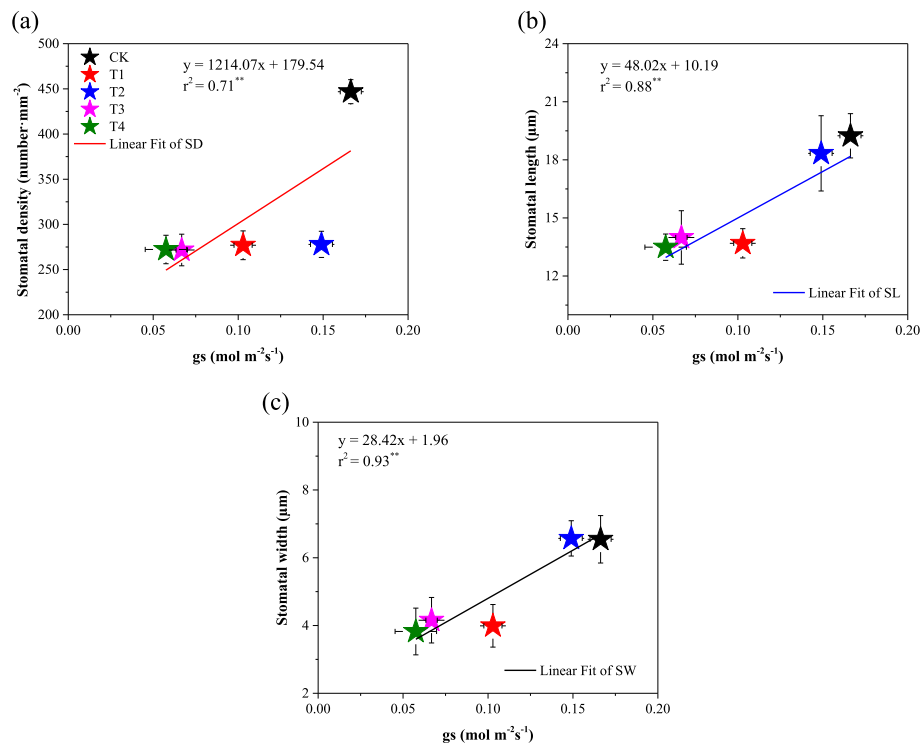 (a)
Stomatal density (number·mm⁻²)
500
450
400
350
300
250
200
CK
T1
T2
T3
T4
Linear Fit of SD
y = 1214.07x + 179.54
r² = 0.71**
0.00 0.05 0.10 0.15 0.20
gs (mol m⁻²s⁻¹)
(b)
Stomatal length (μm)
24
21
18
15
12
9
y = 48.02x + 10.19
r² = 0.88**
Linear Fit of SL
0.00 0.05 0.10 0.15 0.20
gs (mol m⁻²s⁻¹)
(c)
Stomatal width (μm)
10
8
6
4
2
y = 28.42x + 1.96
r² = 0.93**
Linear Fit of SW
0.00 0.05 0.10 0.15 0.20
gs (mol m⁻²s⁻¹)